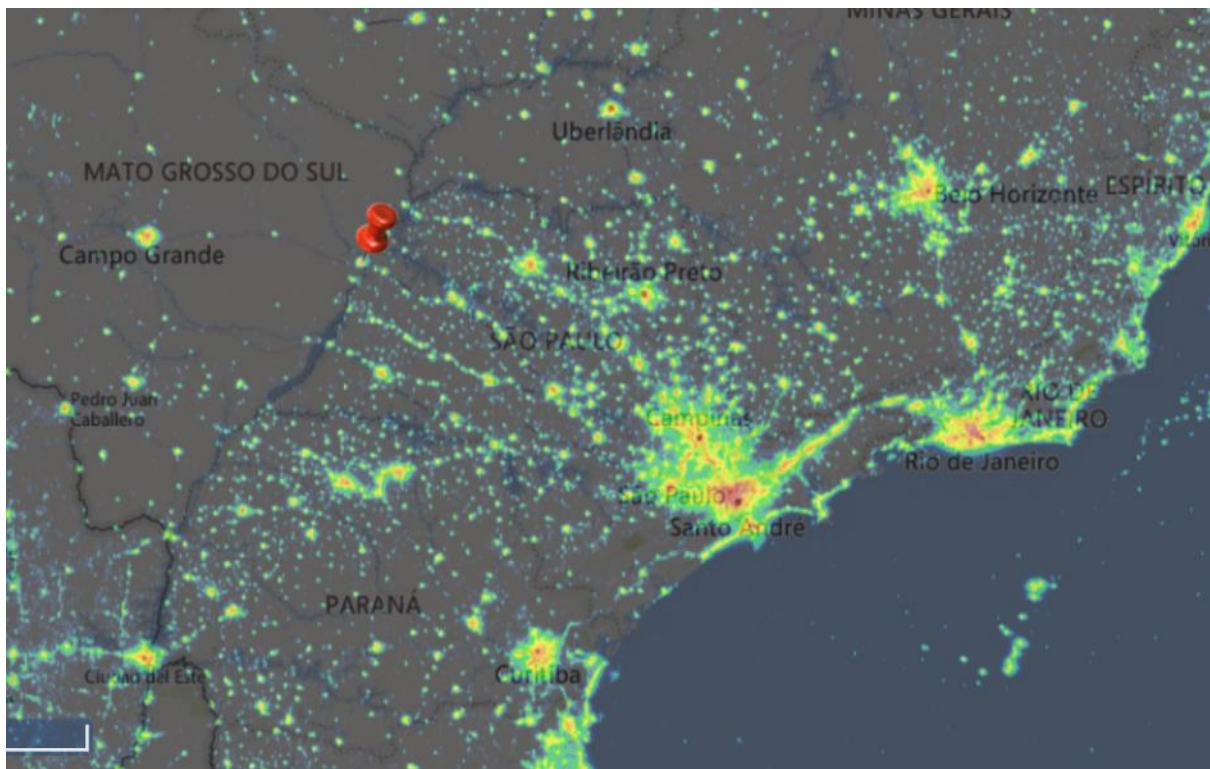 MINAS GERAIS
Uberlândia
MATO GROSSO DO SUL
Belo Horizonte
ESPÍRITO
Campo Grande
Ribeirão Preto
SÃO PAULO
Pedro Juan
Caballero
Campinas
RIO DE
JANEIRO
Rio de Janeiro
São Paulo
Santo André
PARANÁ
Curitiba
Ciudad del Este